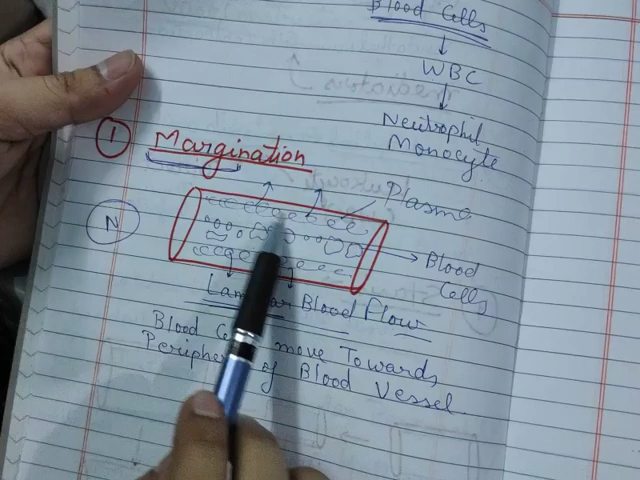 Blood Cells
↓
WBC
↓
Neutrophil
Monocyte
① Margination
Plasma
N
→ Blood
Cells
Blood Flow
Blood move Towards
of Blood Vessel